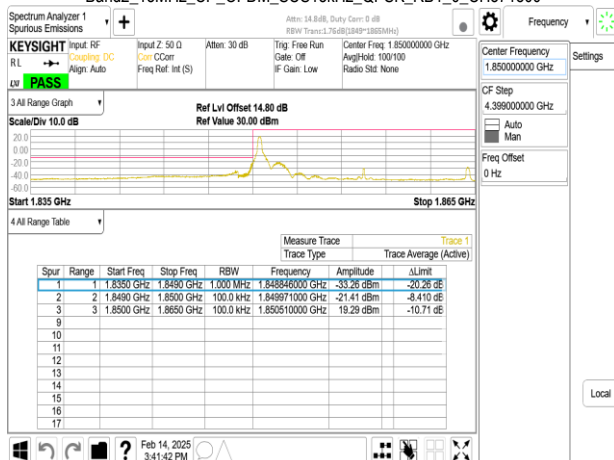 Spectrum Analyzer 1
Spurious Emissions
Attn: 14.8dB, Duty Corr: 0 dB
RBW Trans:1.76dB(1849~1865MHz)
Frequency
KEYSIGHT
RL
PASS
Input: RF
Coupling: DC
Align: Auto
Input Z: 50 Ω
Corr CCorr
Freq Ref: Int (S)
Atten: 30 dB
Trig: Free Run
Gate: Off
IF Gain: Low
Center Freq: 1.850000000 GHz
Avg|Hold: 100/100
Radio Std: None
Center Frequency
1.850000000 GHz
Settings
CF Step
4.399000000 GHz
Auto
Man
Freq Offset
0 Hz
3 All Range Graph
Scale/Div 10.0 dB
Ref Lvl Offset 14.80 dB
Ref Value 30.00 dBm
20.0
0.00
-20.0
-40.0
-60.0
Start 1.835 GHz
Stop 1.865 GHz
4 All Range Table
Measure Trace Trace 1
Trace Type Trace Average (Active)
Spur Range Start Freq Stop Freq RBW Frequency Amplitude ΔLimit
1 1 1.8350 GHz 1.8490 GHz 1.000 MHz 1.848846000 GHz -33.26 dBm -20.26 dB
2 2 1.8490 GHz 1.8500 GHz 100.0 kHz 1.849971000 GHz -21.41 dBm -8.410 dB
3 3 1.8500 GHz 1.8650 GHz 100.0 kHz 1.850510000 GHz 19.29 dBm -10.71 dB
9
10
11
12
13
14
15
16
17
Local
Feb 14, 2025
3:41:42 PM